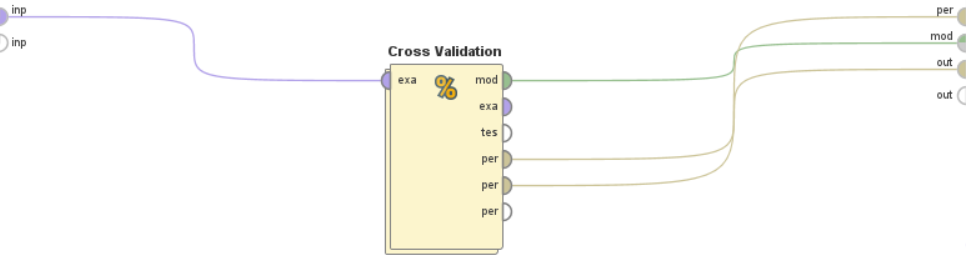 inp
inp
Cross Validation
exa
%
mod
exa
tes
per
per
per
per
mod
out
out